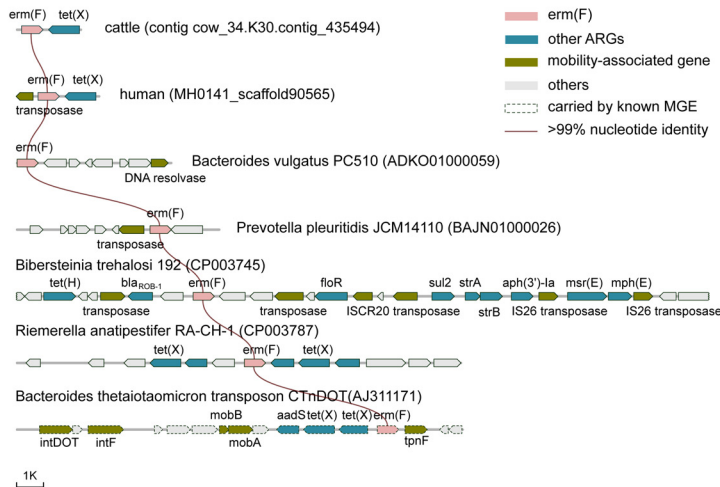 erm(F) tet(X)
cattle (contig cow_34.K30.contig_435494)
erm(F) tet(X)
human (MH0141_scaffold90565)
transposase
erm(F)
Bacteroides vulgatus PC510 (ADKO01000059)
DNA resolvase
erm(F)
Prevotella pleuritidis JCM14110 (BAJN01000026)
transposase
Bibersteinia trehalosi 192 (CP003745)
tet(H) blaROB-1 erm(F) floR sul2 strA aph(3')-Ia msr(E) mph(E)
transposase transposase ISCR20 transposase strB IS26 transposase IS26 transposase
Riemerella anatipestifer RA-CH-1 (CP003787)
tet(X) erm(F) tet(X)
Bacteroides thetaiotaomicron transposon CTnDOT(AJ311171)
mobB aadS tet(X) tet(X) erm(F)
intDOT intF mobA tpnF
1K
erm(F)
other ARGs
mobility-associated gene
others
carried by known MGE
>99% nucleotide identity